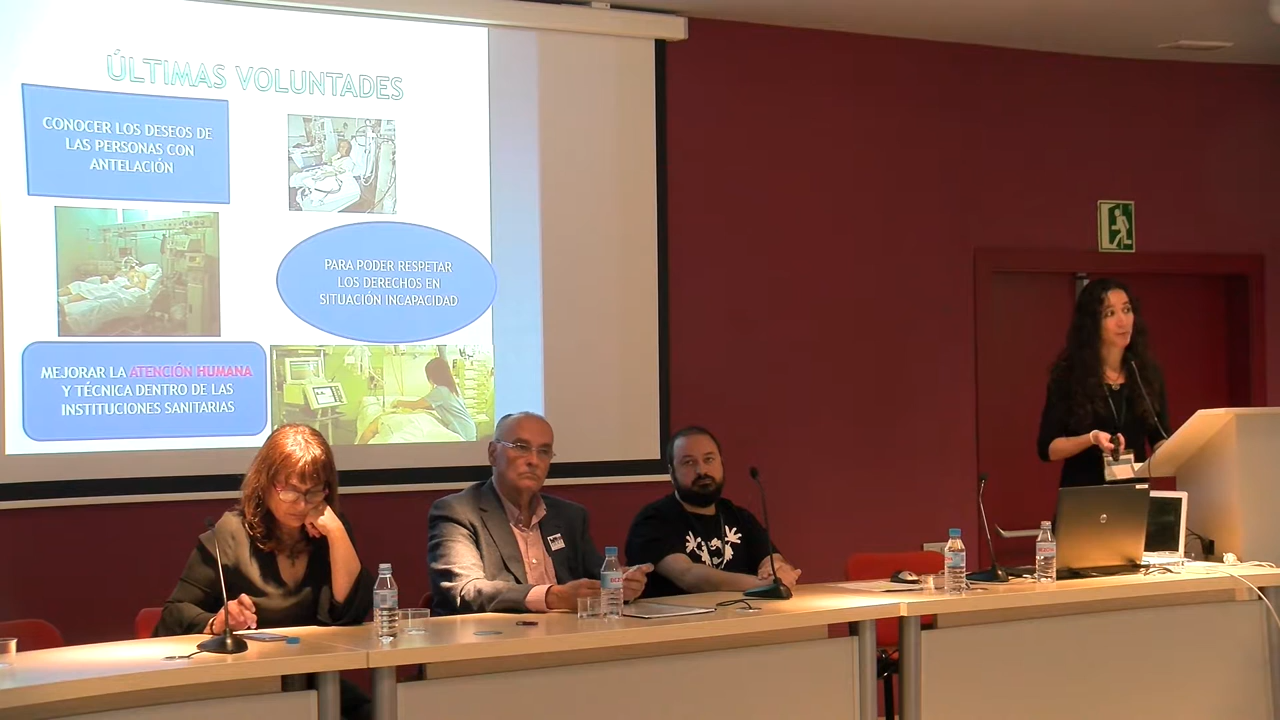 ÚLTIMAS VOLUNTADES
CONOCER LOS DESEOS DE
LAS PERSONAS CON
ANTELACIÓN
PARA PODER RESPETAR
LOS DERECHOS EN
SITUACIÓN INCAPACIDAD
MEJORAR LA ATENCIÓN HUMANA
Y TÉCNICA DENTRO DE LAS
INSTITUCIONES SANITARIAS
hp